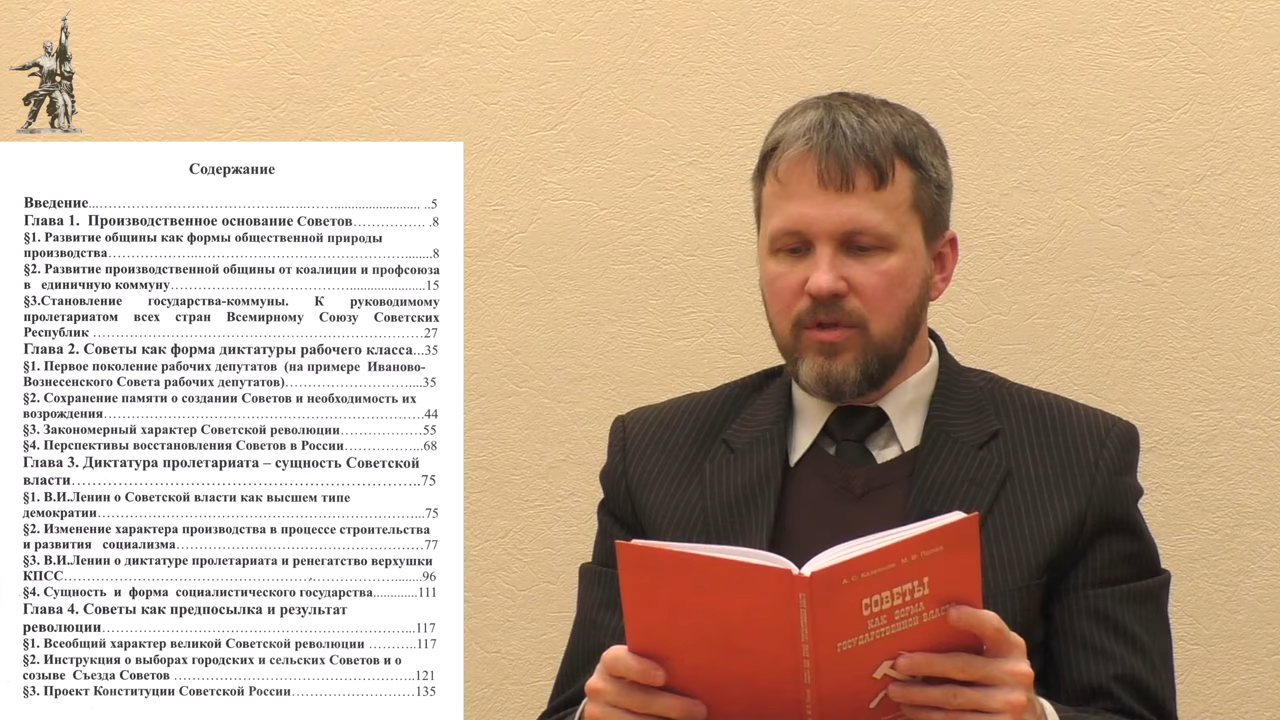 Содержание
Введение.............................................................................5
Глава 1. Производственное основание Советов...................8
§1. Развитие общины как формы общественной природы
производства..........................................................................8
§2. Развитие производственной общины от коалиции и профсоюза
в единичную коммуну..........................................................15
§3.Становление государства-коммуны. К руководимому
пролетариатом всех стран Всемирному Союзу Советских
Республик ............................................................................27
Глава 2. Советы как форма диктатуры рабочего класса...35
§1. Первое поколение рабочих депутатов (на примере Иваново-
Вознесенского Совета рабочих депутатов)............................35
§2. Сохранение памяти о создании Советов и необходимость их
возрождения.........................................................................44
§3. Закономерный характер Советской революции..................55
§4. Перспективы восстановления Советов в России..................68
Глава 3. Диктатура пролетариата – сущность Советской
власти..................................................................................75
§1. В.И.Ленин о Советской власти как высшем типе
демократии...........................................................................75
§2. Изменение характера производства в процессе строительства
и развития социализма.........................................................77
§3. В.И.Ленин о диктатуре пролетариата и ренегатство верхушки
КПСС....................................................................................96
§4. Сущность и форма социалистического государства.............111
Глава 4. Советы как предпосылка и результат
революции...........................................................................117
§1. Всеобщий характер великой Советской революции ...........117
§2. Инструкция о выборах городских и сельских Советов и о
созыве Съезда Советов ........................................................121
§3. Проект Конституции Советской России..............................135
А. С. Казённов М. В. Попов
СОВЕТЫ
КАК ФОРМА
ГОСУДАРСТВЕННОЙ